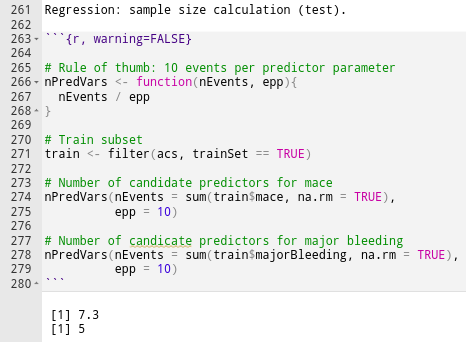 261 Regression: sample size calculation (test).
262
263 ```{r, warning=FALSE}
264
265 # Rule of thumb: 10 events per predictor parameter
266 nPredVars <- function(nEvents, epp){
267   nEvents / epp
268 }
269
270 # Train subset
271 train <- filter(acs, trainSet == TRUE)
272
273 # Number of candidate predictors for mace
274 nPredVars(nEvents = sum(train$mace, na.rm = TRUE),
275           epp = 10)
276
277 # Number of candicate predictors for major bleeding
278 nPredVars(nEvents = sum(train$majorBleeding, na.rm = TRUE),
279           epp = 10)
280 ```
[1] 7.3
[1] 5